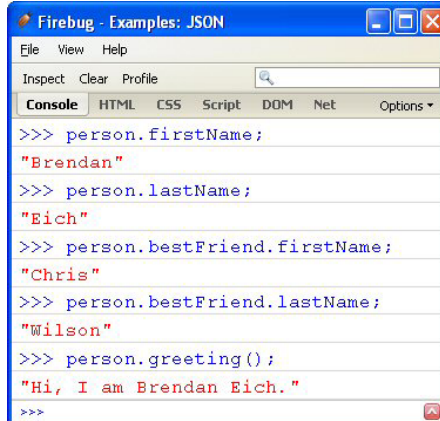 Firebug - Examples: JSON
File View Help
Inspect Clear Profile
Console HTML CSS Script DOM Net Options
>>> person.firstName;
"Brendan"
>>> person.lastName;
"Eich"
>>> person.bestFriend.firstName;
"Chris"
>>> person.bestFriend.lastName;
"Wilson"
>>> person.greeting();
"Hi, I am Brendan Eich."
>>>